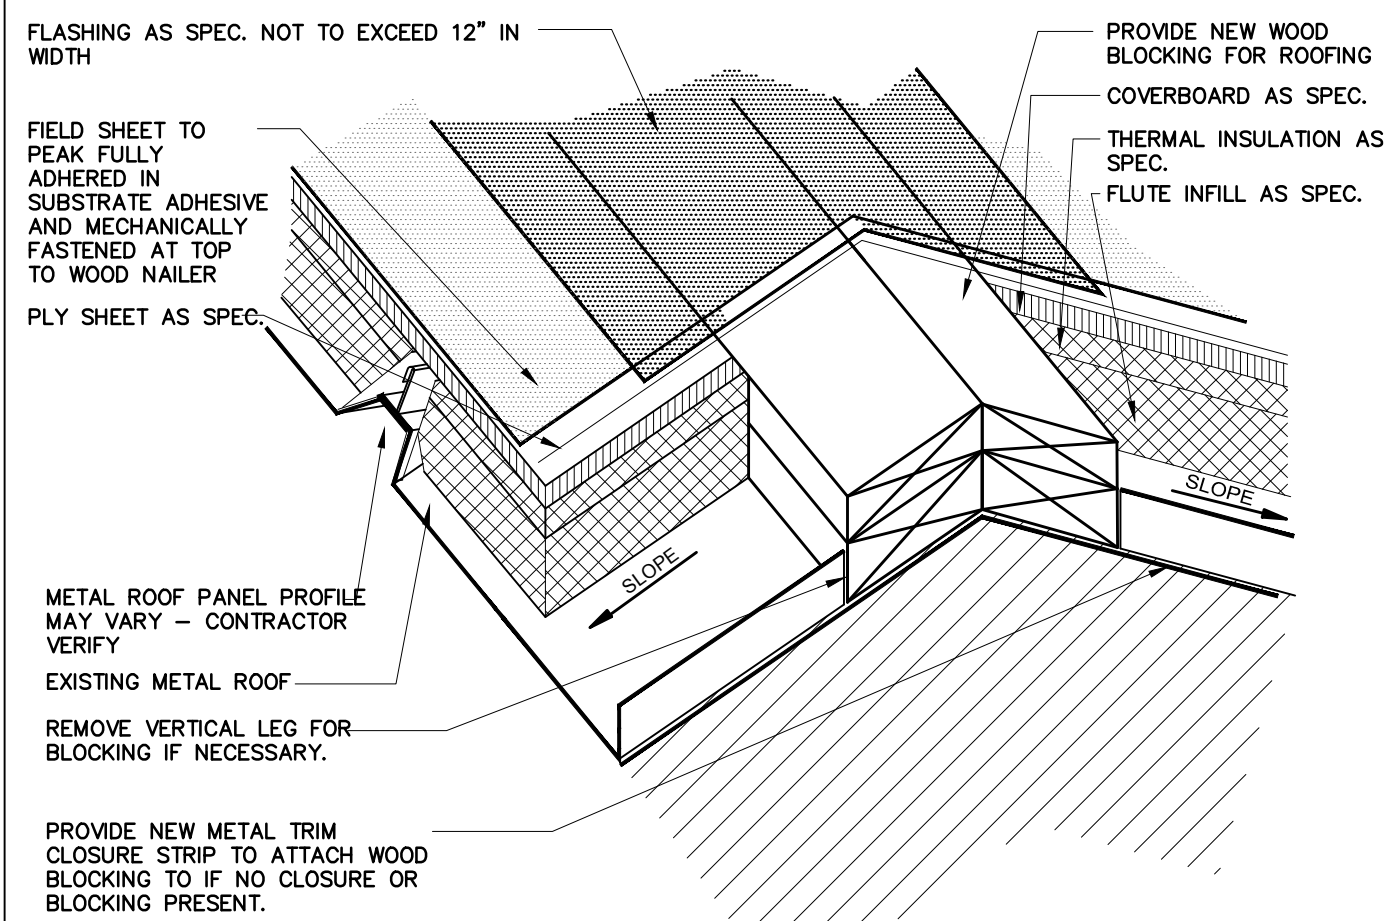 FLASHING AS SPEC. NOT TO EXCEED 12" IN
WIDTH
FIELD SHEET TO
PEAK FULLY
ADHERED IN
SUBSTRATE ADHESIVE
AND MECHANICALLY
FASTENED AT TOP
TO WOOD NAILER
PLY SHEET AS SPEC.
PROVIDE NEW WOOD
BLOCKING FOR ROOFING
COVERBOARD AS SPEC.
THERMAL INSULATION AS
SPEC.
FLUTE INFILL AS SPEC.
SLOPE
SLOPE
METAL ROOF PANEL PROFILE
MAY VARY – CONTRACTOR
VERIFY
EXISTING METAL ROOF
REMOVE VERTICAL LEG FOR
BLOCKING IF NECESSARY.
PROVIDE NEW METAL TRIM
CLOSURE STRIP TO ATTACH WOOD
BLOCKING TO IF NO CLOSURE OR
BLOCKING PRESENT.